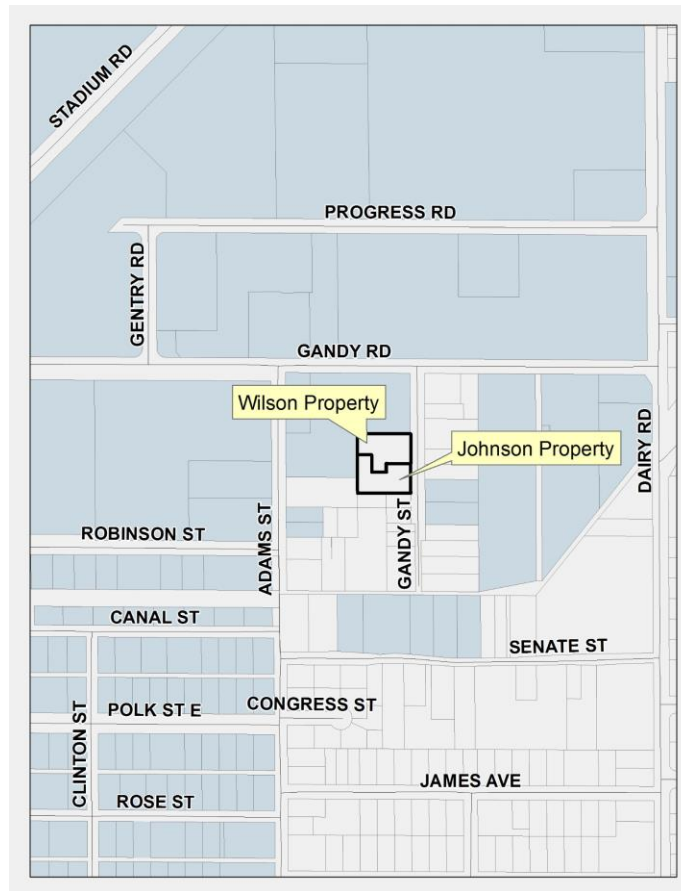 STADIUM RD
PROGRESS RD
GENTRY RD
GANDY RD
Wilson Property
Johnson Property
DAIRY RD
ROBINSON ST
ADAMS ST
GANDY ST
CANAL ST
SENATE ST
CLINTON ST
POLK ST E
CONGRESS ST
JAMES AVE
ROSE ST